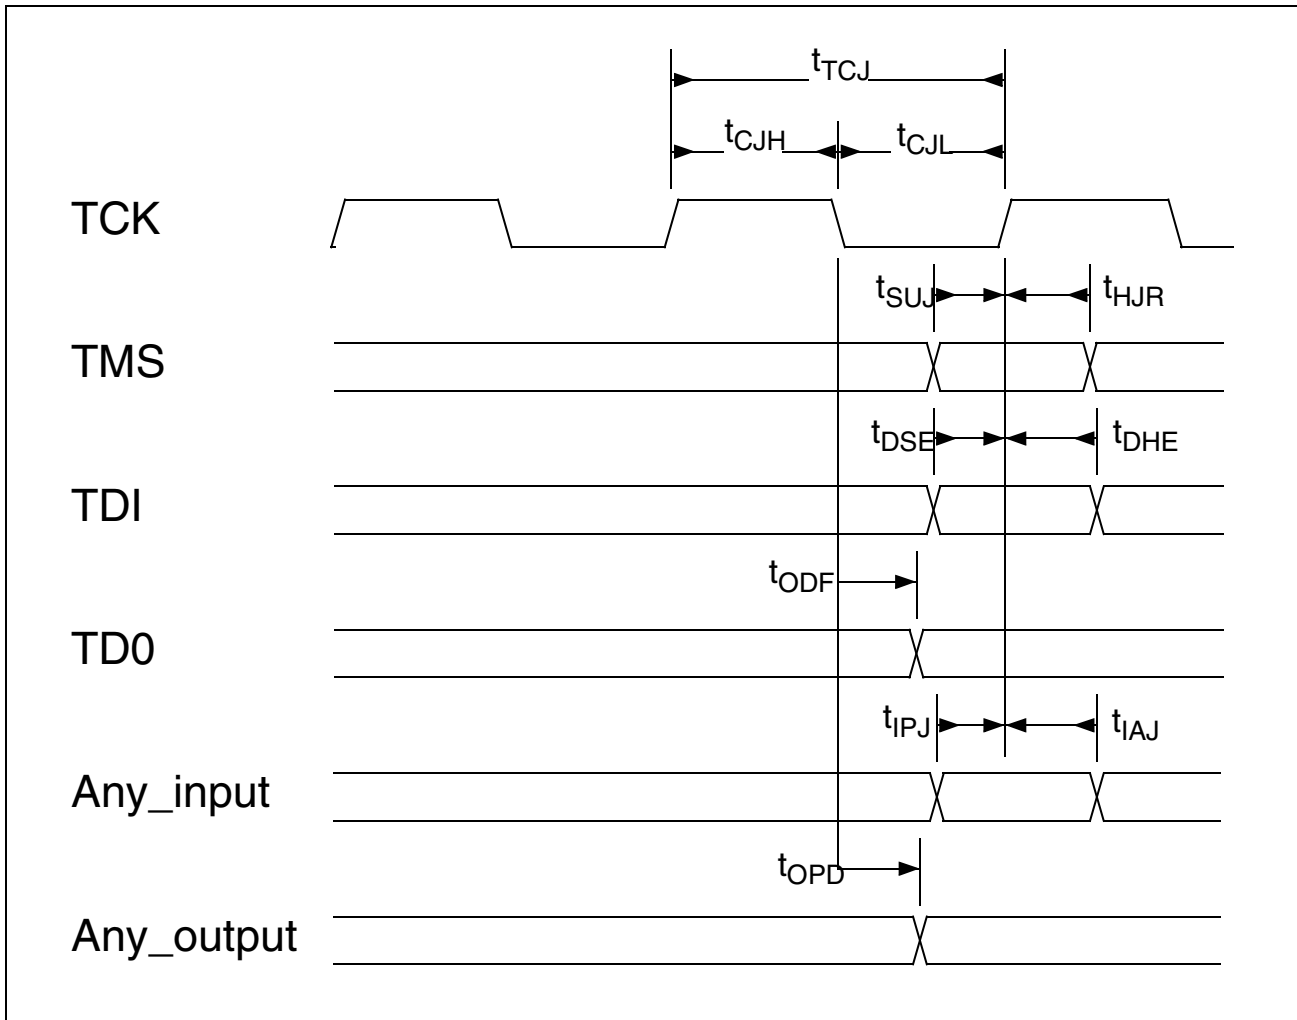 tTCJ
tCJH tCJL
TCK
tSUJ tHJR
TMS
tDSE tDHE
TDI
tODF
TD0
tIPJ tIAJ
Any_input
tOPD
Any_output